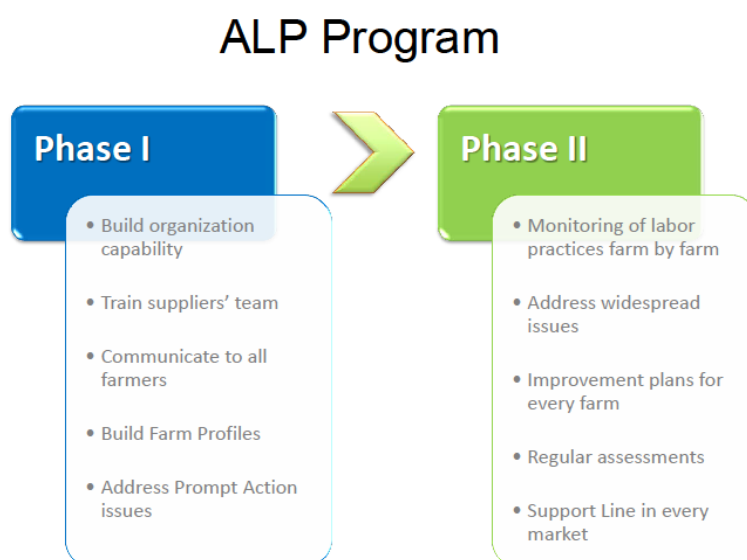 ALP Program
Phase I
• Build organization
capability
• Train suppliers’ team
• Communicate to all
farmers
• Build Farm Profiles
• Address Prompt Action
issues
Phase II
• Monitoring of labor
practices farm by farm
• Address widespread
issues
• Improvement plans for
every farm
• Regular assessments
• Support Line in every
market